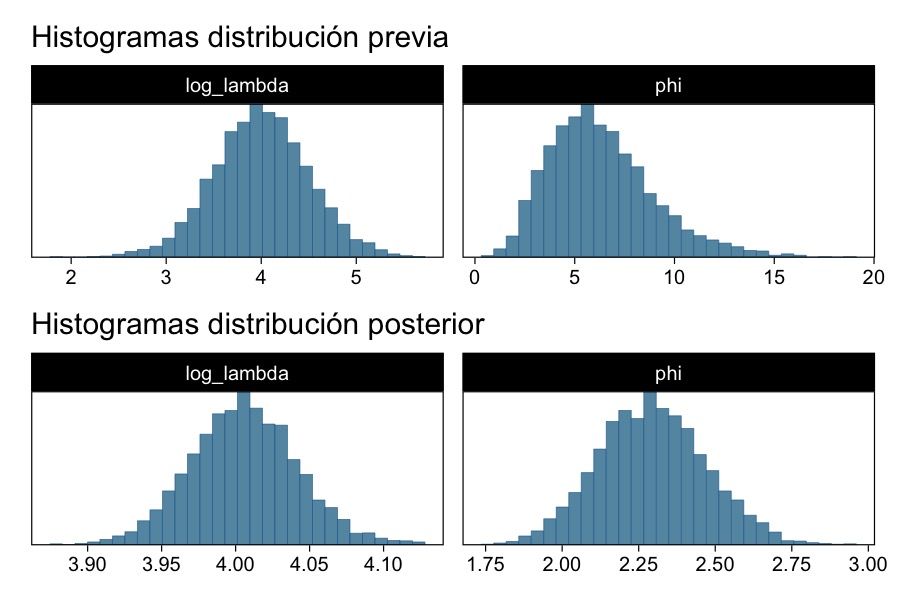 Histogramas distribución previa
log_lambda phi
2 3 4 5 0 5 10 15 20
Histogramas distribución posterior
log_lambda phi
3.90 3.95 4.00 4.05 4.10 1.75 2.00 2.25 2.50 2.75 3.00